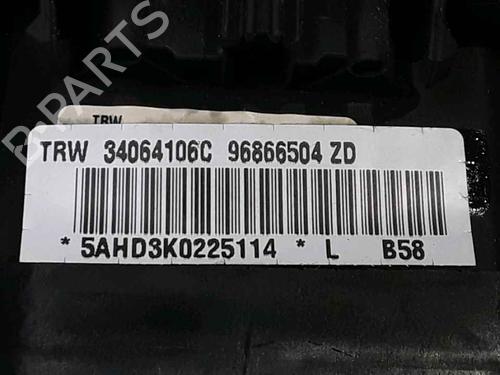 B-PARTS
TRW
TRW 34064106C 96866504 ZD
* 5AHD3K0225114 * L B58